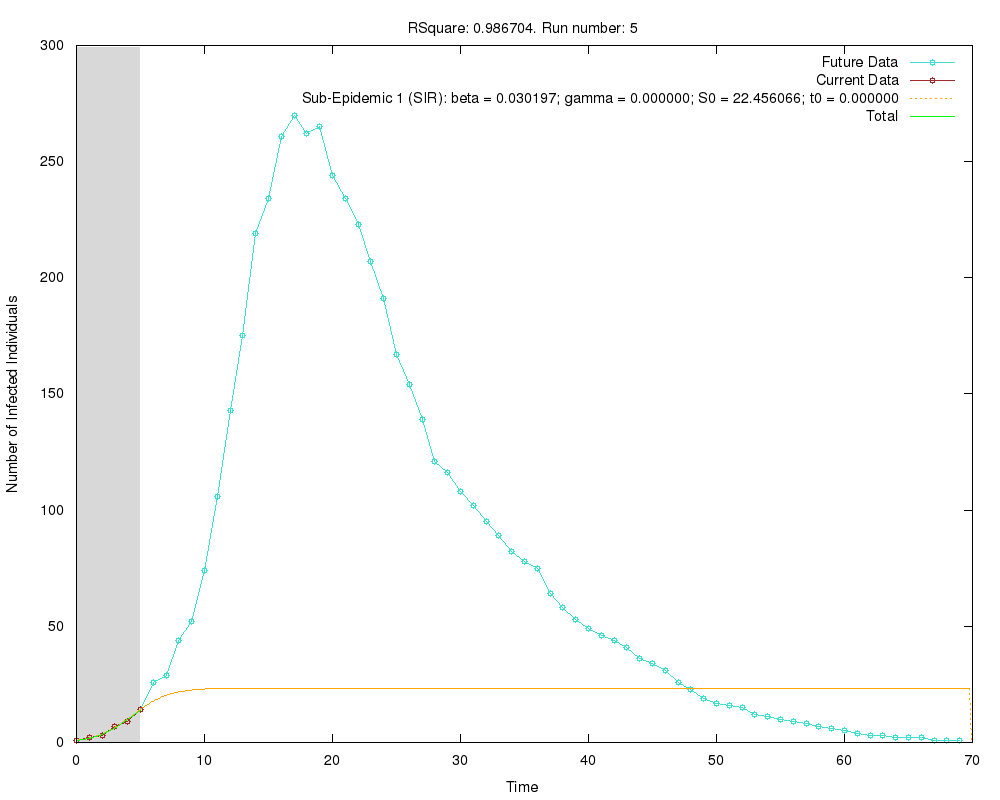 RSquare: 0.986704. Run number: 5
300
250
200
150
100
50
0
Number of Infected Individuals
Future Data
Current Data
Sub-Epidemic 1 (SIR): beta = 0.030197; gamma = 0.000000; S0 = 22.456066; t0 = 0.000000
Total
0 10 20 30 40 50 60 70
Time